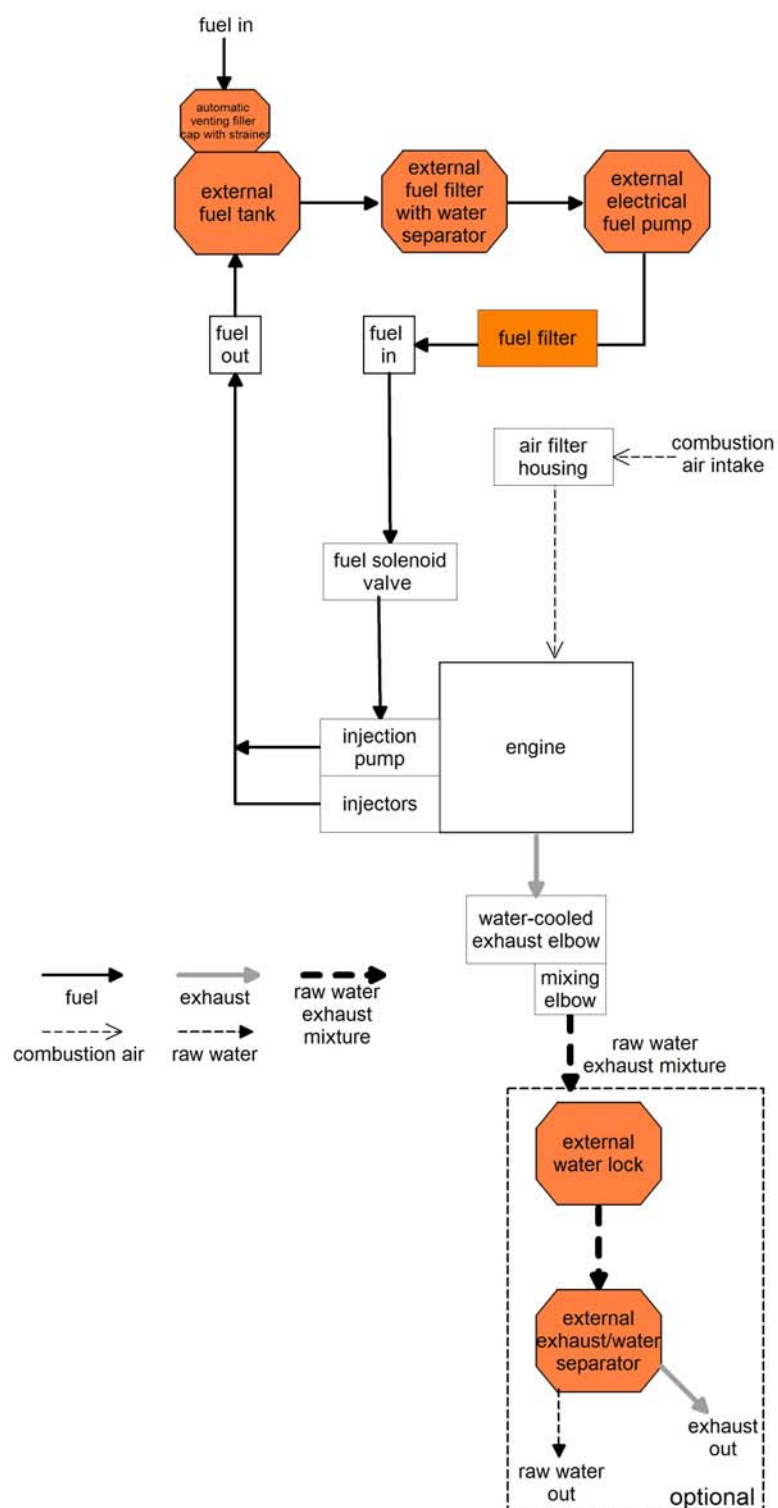 fuel in
automatic
venting filler
cap with strainer
external
fuel tank
external
fuel filter
with water
separator
external
electrical
fuel pump
fuel
out
fuel
in
fuel filter
air filter
housing
combustion
air intake
fuel solenoid
valve
injection
pump
engine
injectors
water-cooled
exhaust elbow
mixing
elbow
fuel
exhaust
raw water
exhaust
mixture
combustion air
raw water
raw water
exhaust mixture
external
water lock
external
exhaust/water
separator
exhaust
out
raw water
out
optional